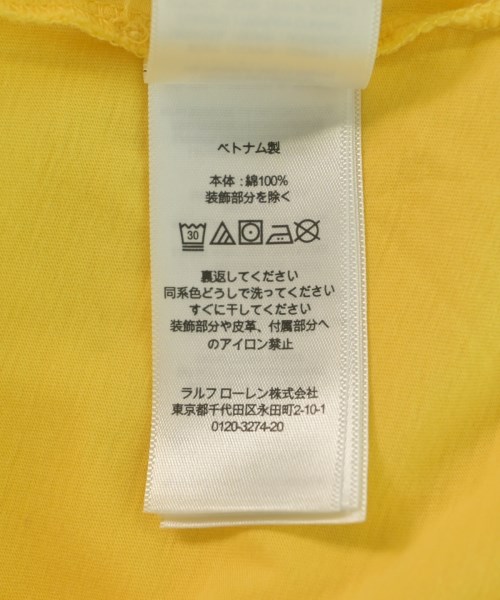 ベトナム製
本体：綿100%
装飾部分を除く
30
裏返してください
同系色どうしで洗ってください
すぐに干してください
装飾部分や皮革、付属部分へ
のアイロン禁止
ラルフ ローレン株式会社
東京都千代田区永田町2-10-1
0120-3274-20